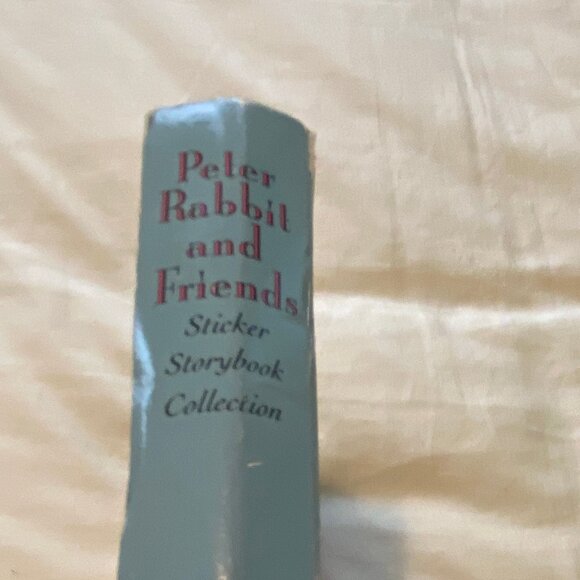 Peter
Rabbit
and
Friends
Sticker
Storybook
Collection